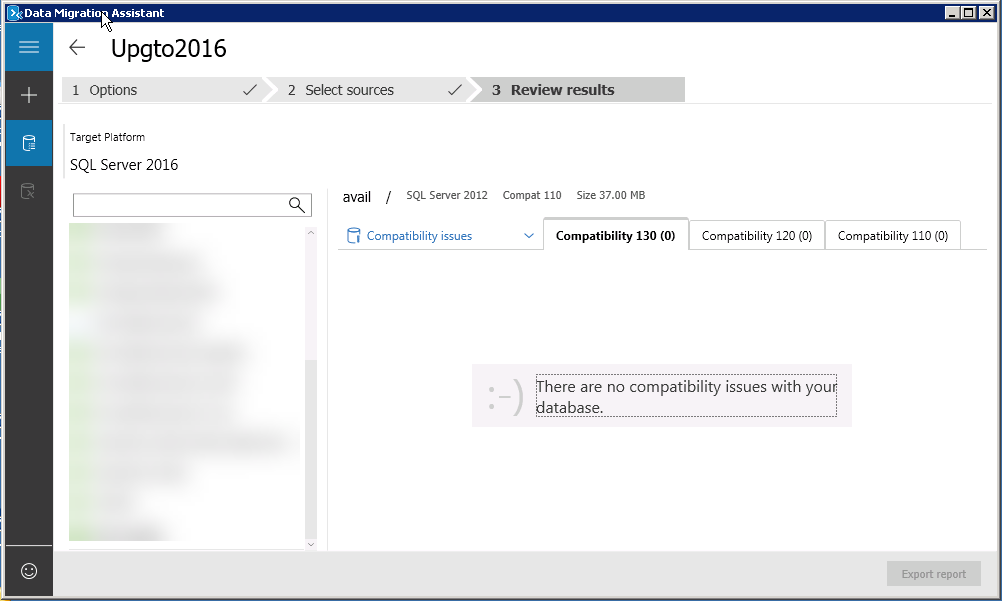 Data Migration Assistant
Upgto2016
1 Options
2 Select sources
3 Review results
Target Platform
SQL Server 2016
avail / SQL Server 2012 Compat 110 Size 37.00 MB
Compatibility issues
Compatibility 130 (0)
Compatibility 120 (0)
Compatibility 110 (0)
:-)
There are no compatibility issues with your
database.
Export report